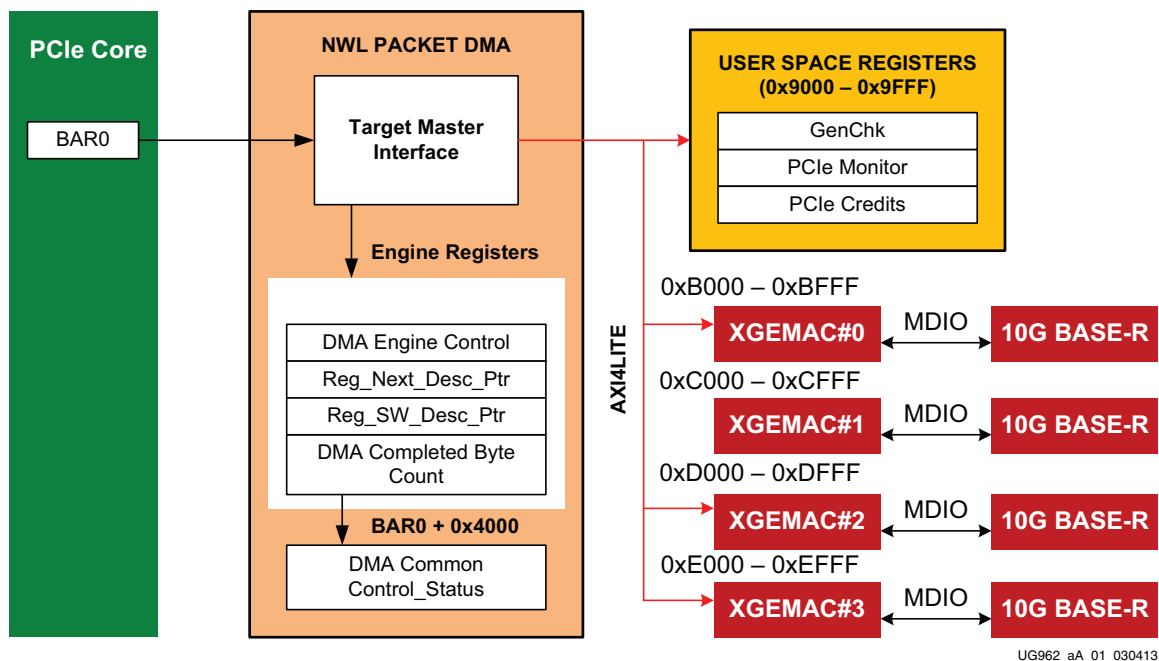 PCIe Core
BAR0
NWL PACKET DMA
Target Master
Interface
Engine Registers
DMA Engine Control
Reg_Next_Desc_Ptr
Reg_SW_Desc_Ptr
DMA Completed Byte
Count
BAR0 + 0x4000
DMA Common
Control_Status
USER SPACE REGISTERS
(0x9000 – 0x9FFF)
GenChk
PCIe Monitor
PCIe Credits
AXI4LITE
0xB000 – 0xBFFF
XGEMAC#0
MDIO
10G BASE-R
0xC000 – 0xCFFF
XGEMAC#1
MDIO
10G BASE-R
0xD000 – 0xDFFF
XGEMAC#2
MDIO
10G BASE-R
0xE000 – 0xEFFF
XGEMAC#3
MDIO
10G BASE-R
UG962_aA_01_030413